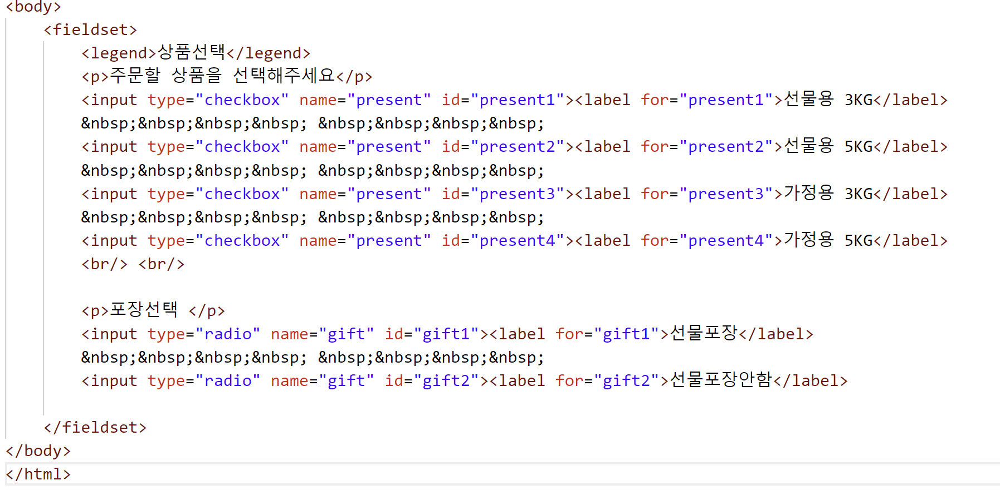 <body>
<fieldset>
<legend>상품선택</legend>
<p>주문할 상품을 선택해주세요</p>
<input type="checkbox" name="present" id="present1"><label for="present1">선물용 3KG</label>
&nbsp;&nbsp;&nbsp;&nbsp; &nbsp;&nbsp;&nbsp;&nbsp;
<input type="checkbox" name="present" id="present2"><label for="present2">선물용 5KG</label>
&nbsp;&nbsp;&nbsp;&nbsp; &nbsp;&nbsp;&nbsp;&nbsp;
<input type="checkbox" name="present" id="present3"><label for="present3">가정용 3KG</label>
&nbsp;&nbsp;&nbsp;&nbsp; &nbsp;&nbsp;&nbsp;&nbsp;
<input type="checkbox" name="present" id="present4"><label for="present4">가정용 5KG</label>
<br/> <br/>
<p>포장선택 </p>
<input type="radio" name="gift" id="gift1"><label for="gift1">선물포장</label>
&nbsp;&nbsp;&nbsp;&nbsp; &nbsp;&nbsp;&nbsp;&nbsp;
<input type="radio" name="gift" id="gift2"><label for="gift2">선물포장안함</label>
</fieldset>
</body>
</html>